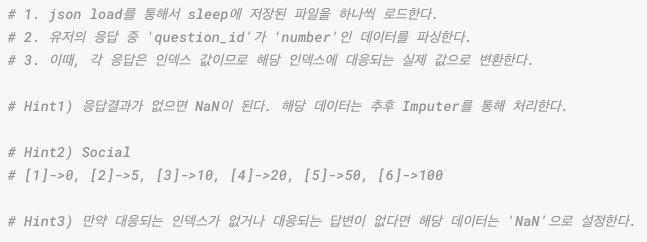 # 1. json load를 통해서 sleep에 저장된 파일을 하나씩 로드한다.
# 2. 유저의 응답 중 'question_id'가 'number'인 데이터를 파싱한다.
# 3. 이때, 각 응답은 인덱스 값이므로 해당 인덱스에 대응되는 실제 값으로 변환한다.
# Hint1) 응답결과가 없으면 NaN이 된다. 해당 데이터는 추후 Imputer를 통해 처리한다.
# Hint2) Social
# [1]->0, [2]->5, [3]->10, [4]->20, [5]->50, [6]->100
# Hint3) 만약 대응되는 인덱스가 없거나 대응되는 답변이 없다면 해당 데이터는 'NaN'으로 설정한다.